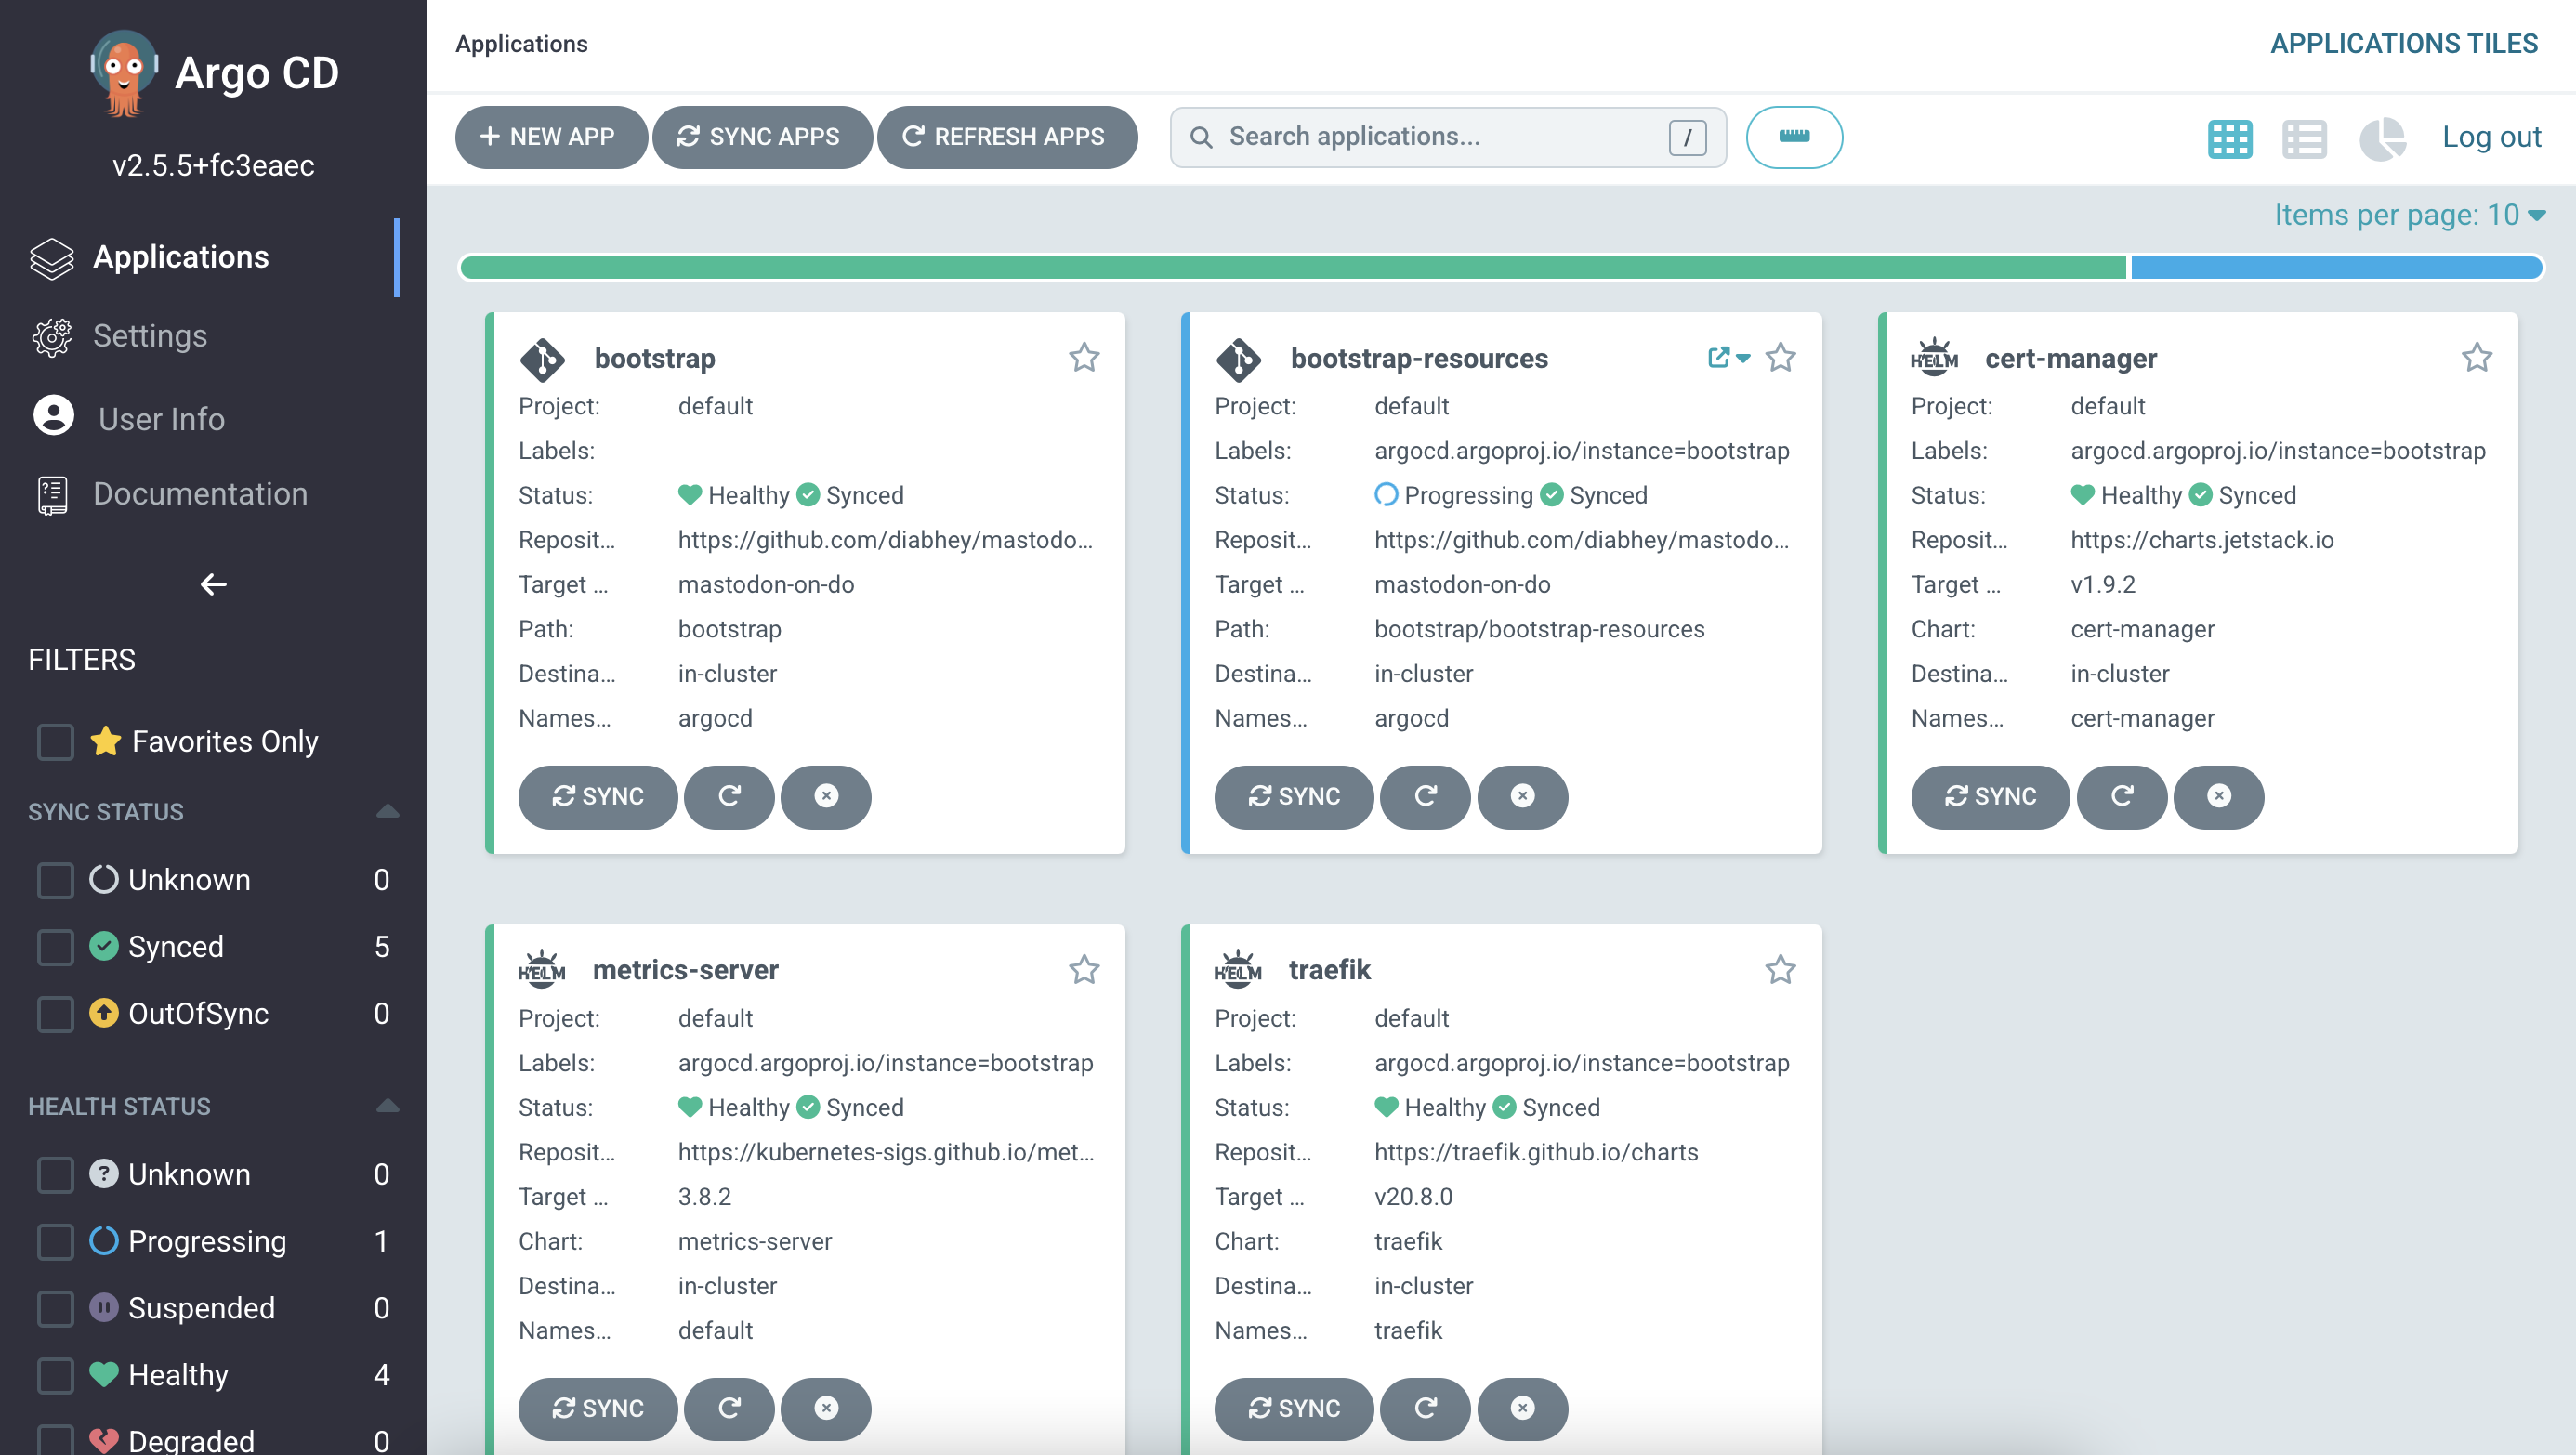 Argo CD
v2.5.5+fc3eaec
Applications
Settings
User Info
Documentation
FILTERS
Favorites Only
SYNC STATUS
Unknown 0
Synced 5
OutOfSync 0
HEALTH STATUS
Unknown 0
Progressing 1
Suspended 0
Healthy 4
Degraded 0
Applications
APPLICATIONS TILES
NEW APP
SYNC APPS
REFRESH APPS
Search applications...
/
Log out
Items per page: 10
bootstrap
Project: default
Labels:
Status: Healthy Synced
Reposit... https://github.com/diabhey/mastodo...
Target ... mastodon-on-do
Path: bootstrap
Destina... in-cluster
Names... argocd
SYNC
bootstrap-resources
Project: default
Labels: argocd.argoproj.io/instance=bootstrap
Status: Progressing Synced
Reposit... https://github.com/diabhey/mastodo...
Target ... mastodon-on-do
Path: bootstrap/bootstrap-resources
Destina... in-cluster
Names... argocd
SYNC
HELM
cert-manager
Project: default
Labels: argocd.argoproj.io/instance=bootstrap
Status: Healthy Synced
Reposit... https://charts.jetstack.io
Target ... v1.9.2
Chart: cert-manager
Destina... in-cluster
Names... cert-manager
SYNC
HELM
metrics-server
Project: default
Labels: argocd.argoproj.io/instance=bootstrap
Status: Healthy Synced
Reposit... https://kubernetes-sigs.github.io/met...
Target ... 3.8.2
Chart: metrics-server
Destina... in-cluster
Names... default
SYNC
HELM
traefik
Project: default
Labels: argocd.argoproj.io/instance=bootstrap
Status: Healthy Synced
Reposit... https://traefik.github.io/charts
Target ... v20.8.0
Chart: traefik
Destina... in-cluster
Names... traefik
SYNC